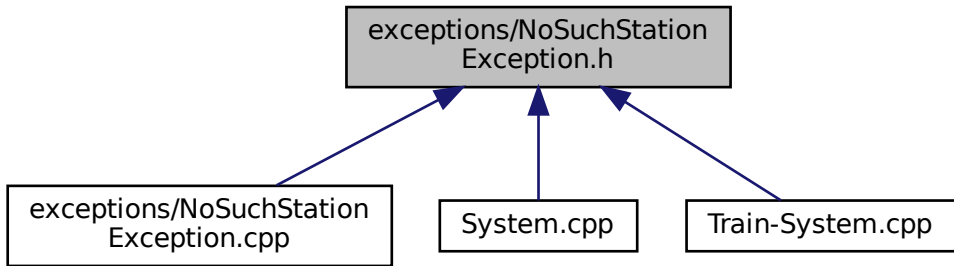 exceptions/NoSuchStation
Exception.h
exceptions/NoSuchStation
Exception.cpp
System.cpp
Train-System.cpp